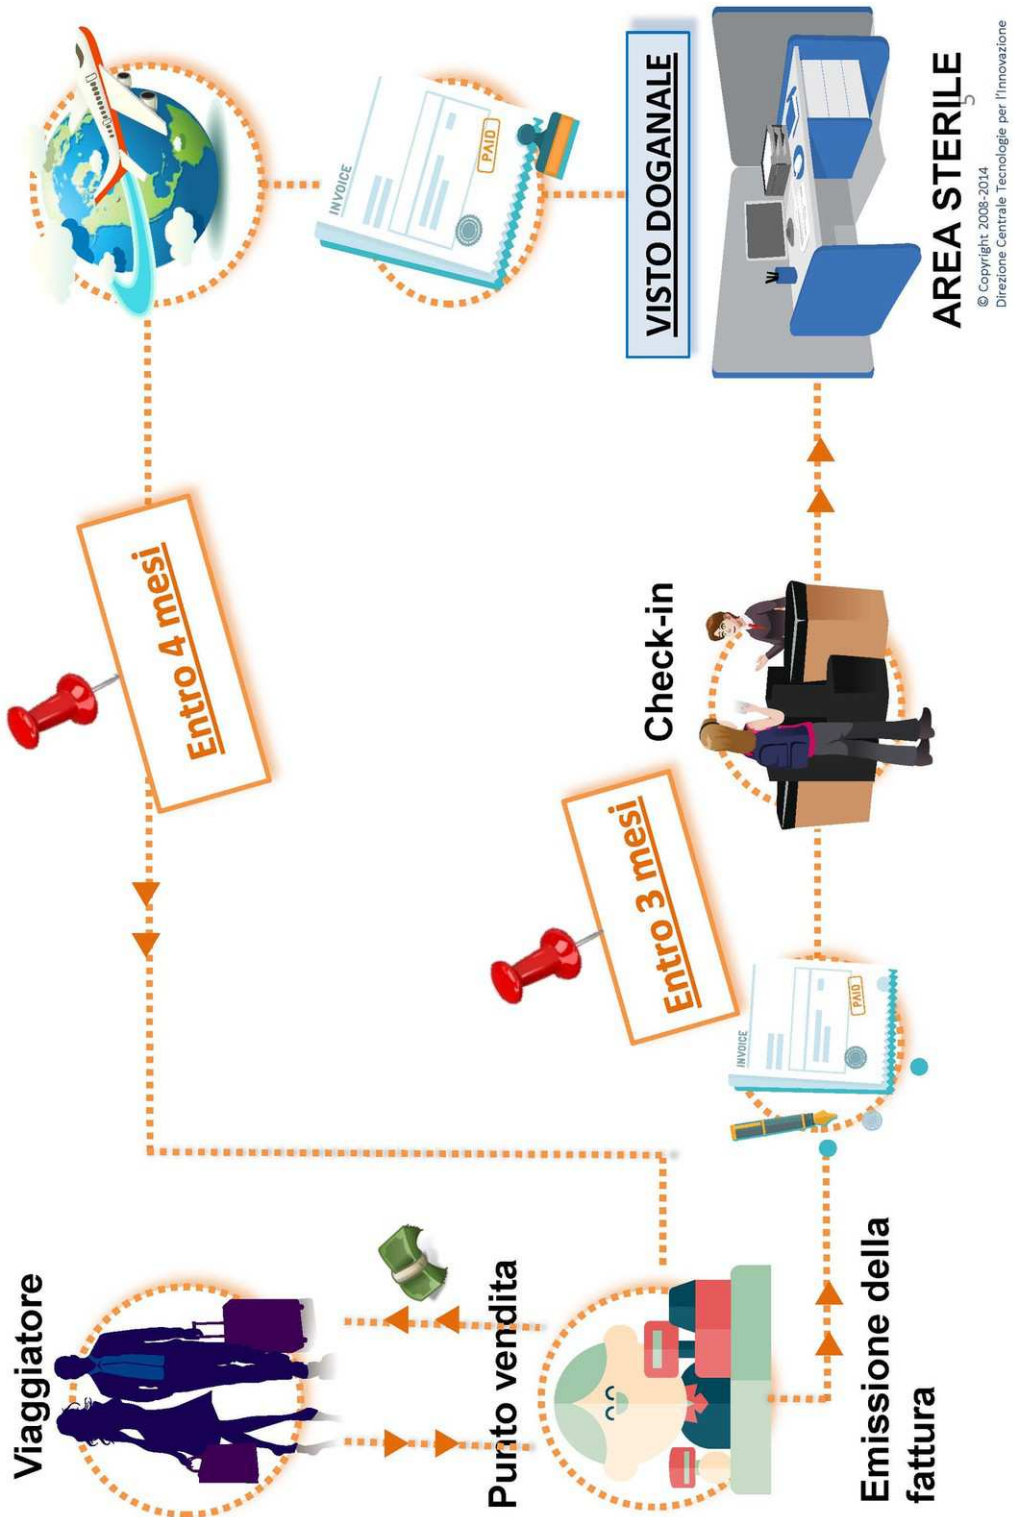 Viaggiatore
Punto vendita
Emissione della
fattura
INVOICE
PAID
Entro 3 mesi
Check-in
Entro 4 mesi
INVOICE
PAID
VISTO DOGANALE
AREA STERILE
5
© Copyright 2008-2014
Direzione Centrale Tecnologie per l'Innovazione